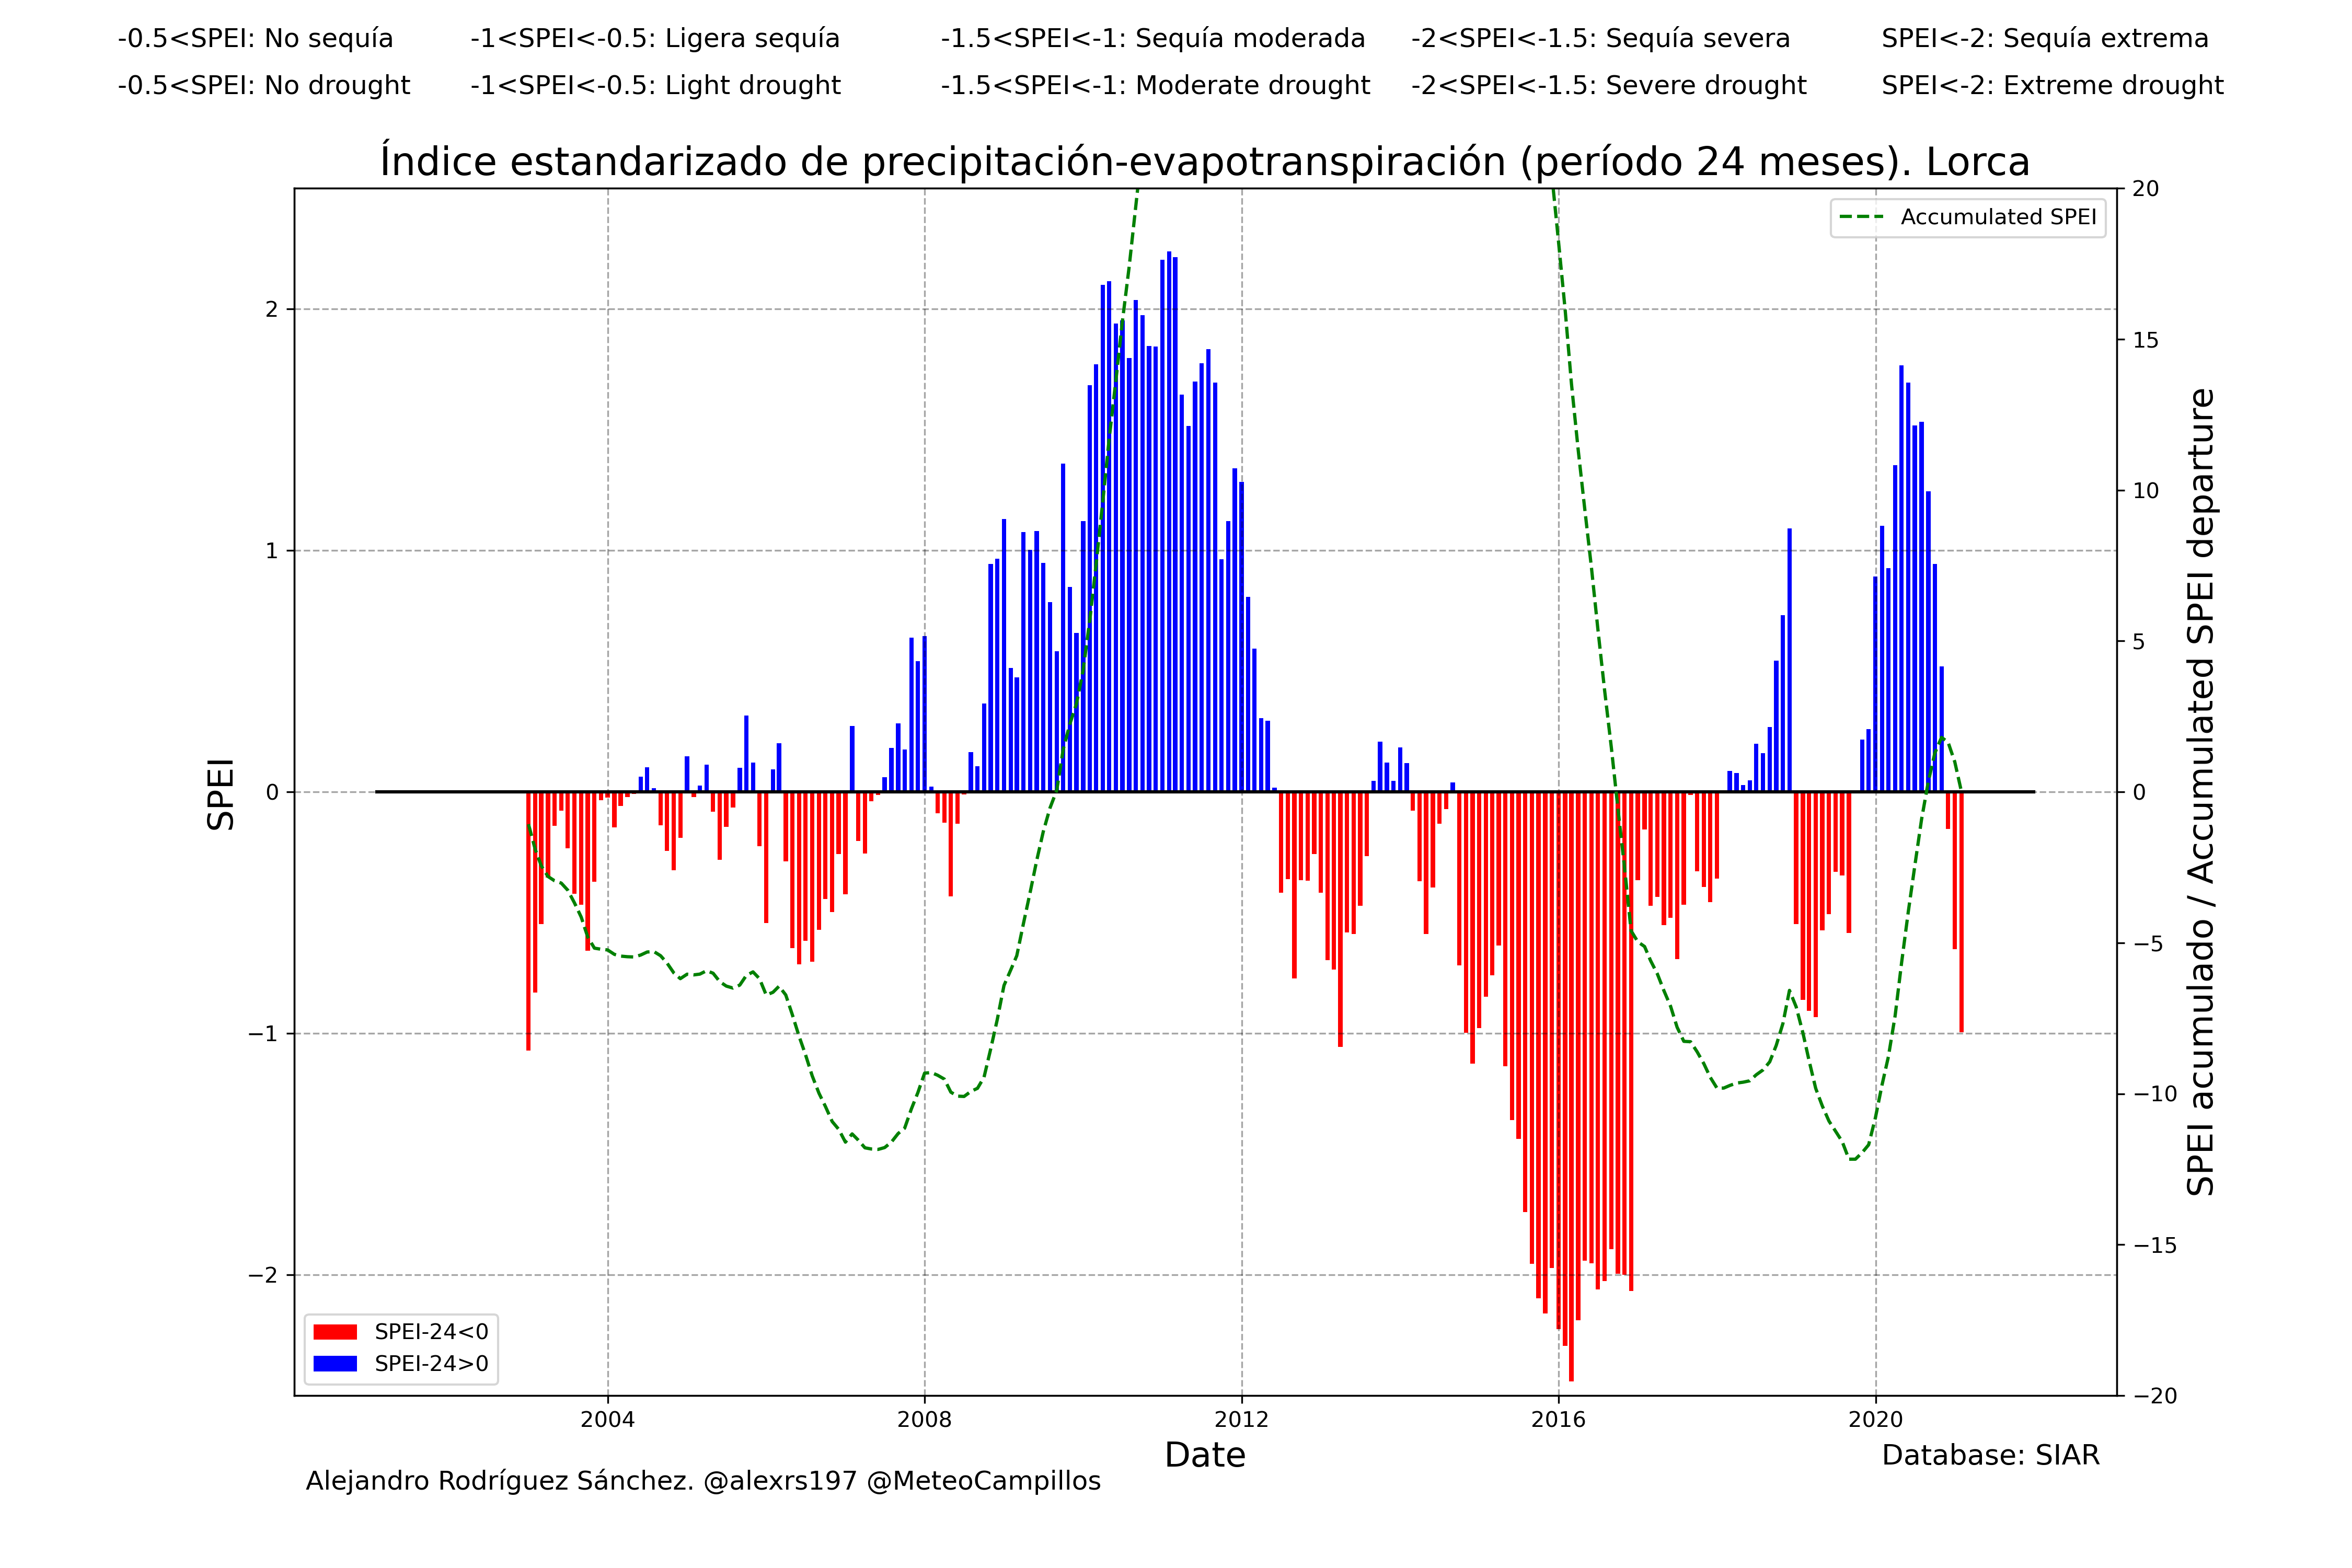 -0.5<SPEI: No sequía -1<SPEI<-0.5: Ligera sequía -1.5<SPEI<-1: Sequía moderada -2<SPEI<-1.5: Sequía severa SPEI<-2: Sequía extrema
-0.5<SPEI: No drought -1<SPEI<-0.5: Light drought -1.5<SPEI<-1: Moderate drought -2<SPEI<-1.5: Severe drought SPEI<-2: Extreme drought
Índice estandarizado de precipitación-evapotranspiración (período 24 meses). Lorca
Accumulated SPEI
SPEI
2
1
0
−1
−2
20
15
10
5
0
−5
−10
−15
−20
SPEI acumulado / Accumulated SPEI departure
SPEI-24<0
SPEI-24>0
2004 2008 2012 2016 2020
Date
Database: SIAR
Alejandro Rodríguez Sánchez. @alexrs197 @MeteoCampillos